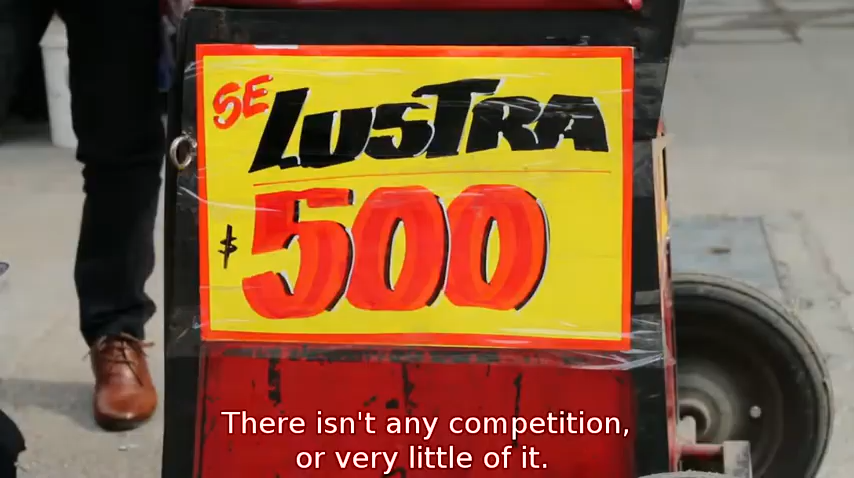 SE LUSTRA
$500
There isn't any competition,
or very little of it.